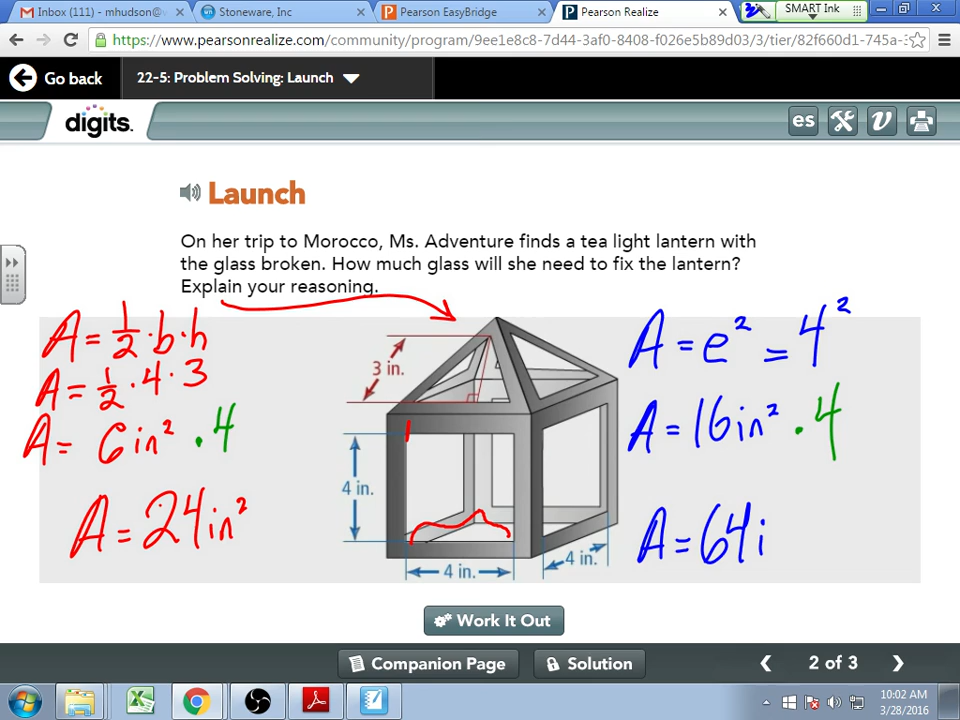 Inbox (111) - mhudson@
Stoneware, Inc
Pearson EasyBridge
Pearson Realize
SMART Ink
https://www.pearsonrealize.com/community/program/9ee1e8c8-7d44-3af0-8408-f026e5b89d03/3/tier/82f660d1-745a-
Go back
22-5: Problem Solving: Launch
digits.
es
V
Launch
On her trip to Morocco, Ms. Adventure finds a tea light lantern with
the glass broken. How much glass will she need to fix the lantern?
Explain your reasoning.
A = 1/2 · b · h
A = 1/2 · 4 · 3
A = 6in² · 4
A = 24in²
3 in.
4 in.
4 in.
4 in.
A = e² = 4²
A = 16in² · 4
A = 64i
Work It Out
Companion Page
Solution
2 of 3
10:02 AM
3/28/2016